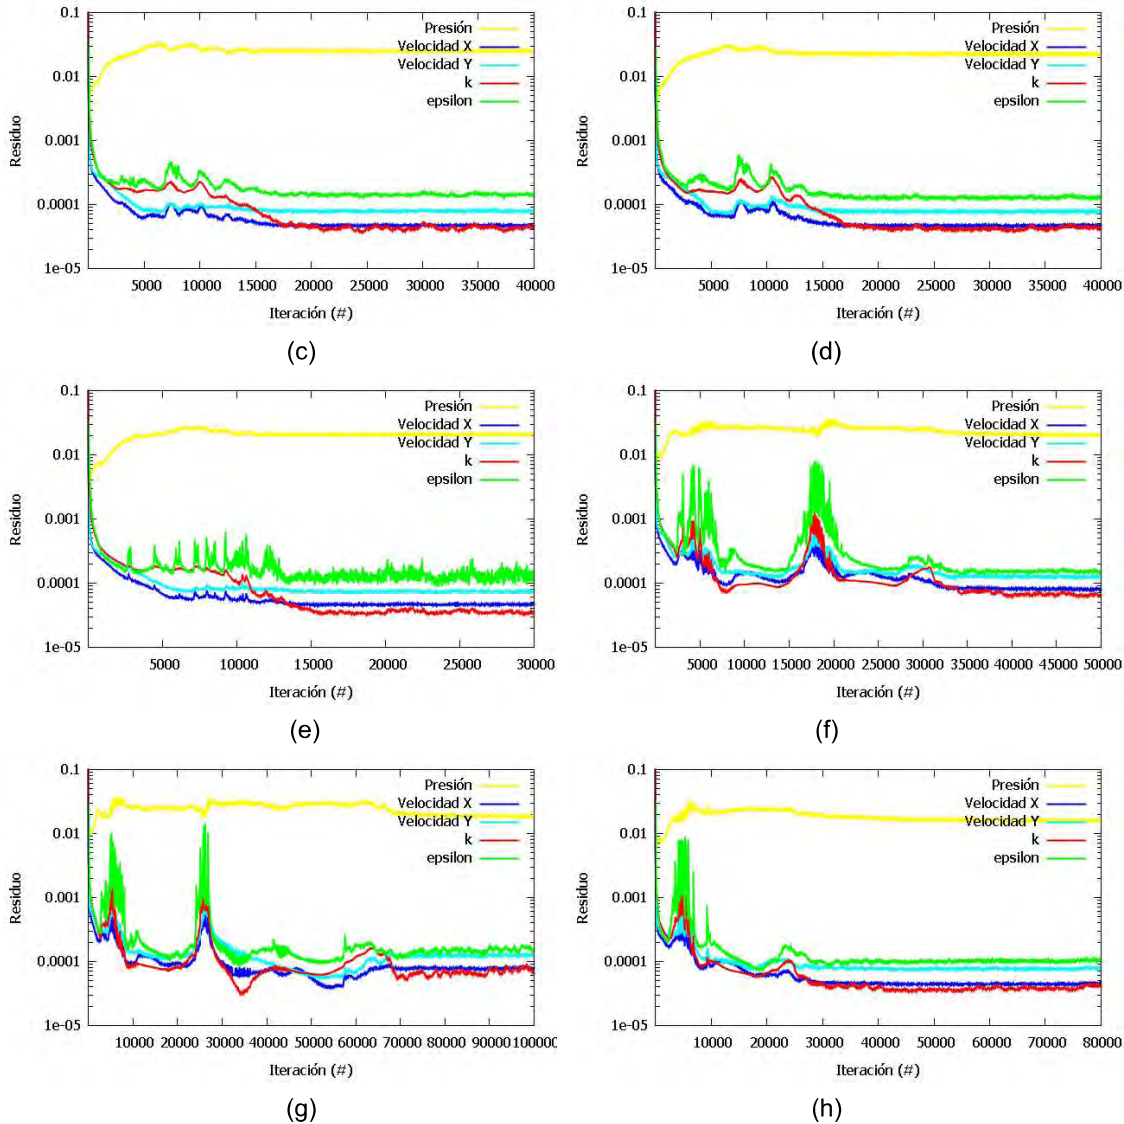 0.1
0.01
0.001
0.0001
1e-05
Residuo
Presión
Velocidad X
Velocidad Y
k
epsilon
5000 10000 15000 20000 25000 30000 35000 40000
Iteración (#)
(c)
0.1
0.01
0.001
0.0001
1e-05
Residuo
Presión
Velocidad X
Velocidad Y
k
epsilon
5000 10000 15000 20000 25000 30000 35000 40000
Iteración (#)
(d)
0.1
0.01
0.001
0.0001
1e-05
Residuo
Presión
Velocidad X
Velocidad Y
k
epsilon
5000 10000 15000 20000 25000 30000
Iteración (#)
(e)
0.1
0.01
0.001
0.0001
1e-05
Residuo
Presión
Velocidad X
Velocidad Y
k
epsilon
5000 10000 15000 20000 25000 30000 35000 40000 45000 50000
Iteración (#)
(f)
0.1
0.01
0.001
0.0001
1e-05
Residuo
Presión
Velocidad X
Velocidad Y
k
epsilon
10000 20000 30000 40000 50000 60000 70000 80000 90000 100000
Iteración (#)
(g)
0.1
0.01
0.001
0.0001
1e-05
Residuo
Presión
Velocidad X
Velocidad Y
k
epsilon
10000 20000 30000 40000 50000 60000 70000 80000
Iteración (#)
(h)